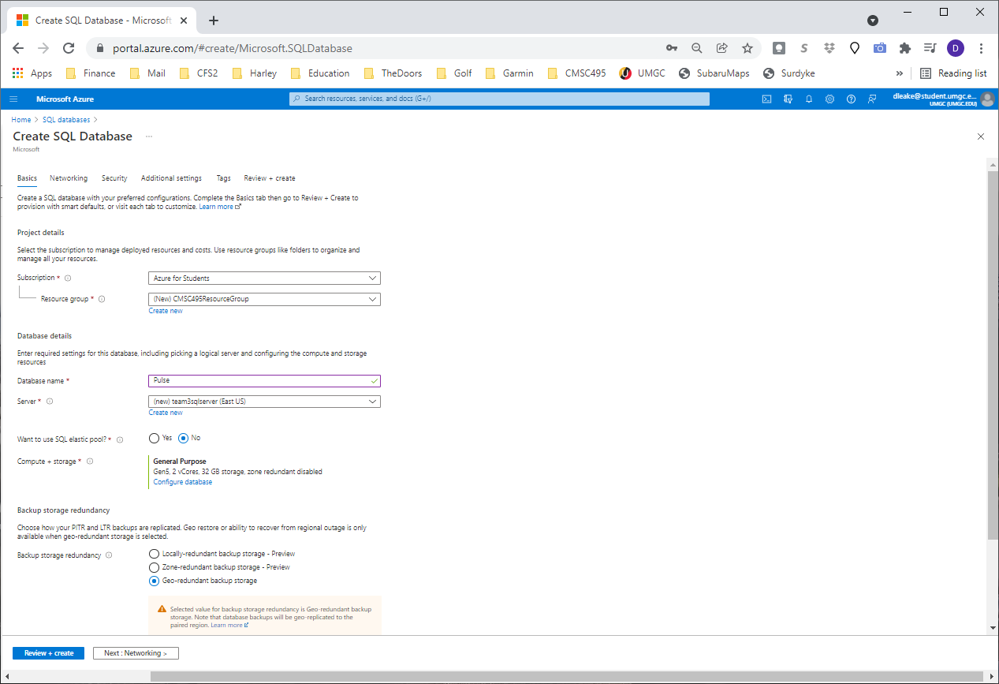 Create SQL Database - Microsoft
portal.azure.com/#create/Microsoft.SQLDatabase
S
D
Apps Finance Mail CFS2 Harley Education TheDoors Golf Garmin CMSC495 UMGC SubaruMaps Surdyke » Reading list
Microsoft Azure
Search resources, services, and docs (G+/)
dleake@student.umgc.e...
UMGC (UMGC.EDU)
Home > SQL databases >
Create SQL Database ...
Microsoft
Basics Networking Security Additional settings Tags Review + create
Create a SQL database with your preferred configurations. Complete the Basics tab then go to Review + Create to
provision with smart defaults, or visit each tab to customize. Learn more
Project details
Select the subscription to manage deployed resources and costs. Use resource groups like folders to organize and
manage all your resources.
Subscription *
Azure for Students
Resource group *
(New) CMSC495ResourceGroup
Create new
Database details
Enter required settings for this database, including picking a logical server and configuring the compute and storage
resources
Database name *
Pulse
Server *
(new) team3sqlserver (East US)
Create new
Want to use SQL elastic pool? *
Yes No
Compute + storage *
General Purpose
Gen5, 2 vCores, 32 GB storage, zone redundant disabled
Configure database
Backup storage redundancy
Choose how your PITR and LTR backups are replicated. Geo restore or ability to recover from regional outage is only
available when geo-redundant storage is selected.
Backup storage redundancy
Locally-redundant backup storage - Preview
Zone-redundant backup storage - Preview
Geo-redundant backup storage
Selected value for backup storage redundancy is Geo-redundant backup
storage. Note that database backups will be geo-replicated to the
paired region. Learn more
Review + create
Next : Networking >